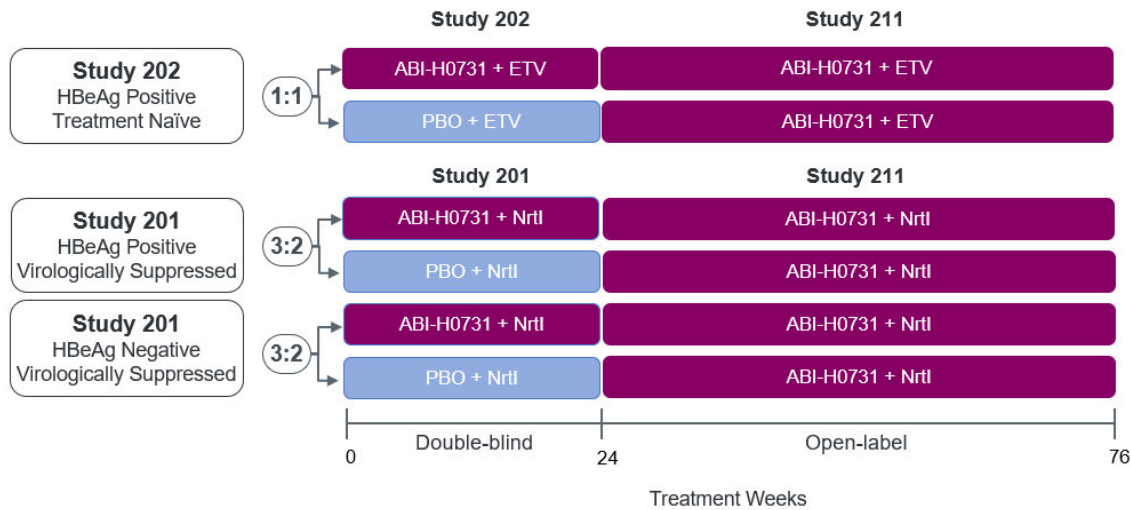 Study 202 Study 211
Study 202
HBeAg Positive
Treatment Naïve
1:1
ABI-H0731 + ETV ABI-H0731 + ETV
PBO + ETV ABI-H0731 + ETV
Study 201 Study 211
Study 201
HBeAg Positive
Virologically Suppressed
3:2
ABI-H0731 + NrtI ABI-H0731 + NrtI
PBO + NrtI ABI-H0731 + NrtI
Study 201
HBeAg Negative
Virologically Suppressed
3:2
ABI-H0731 + NrtI ABI-H0731 + NrtI
PBO + NrtI ABI-H0731 + NrtI
Double-blind Open-label
0 24 76
Treatment Weeks